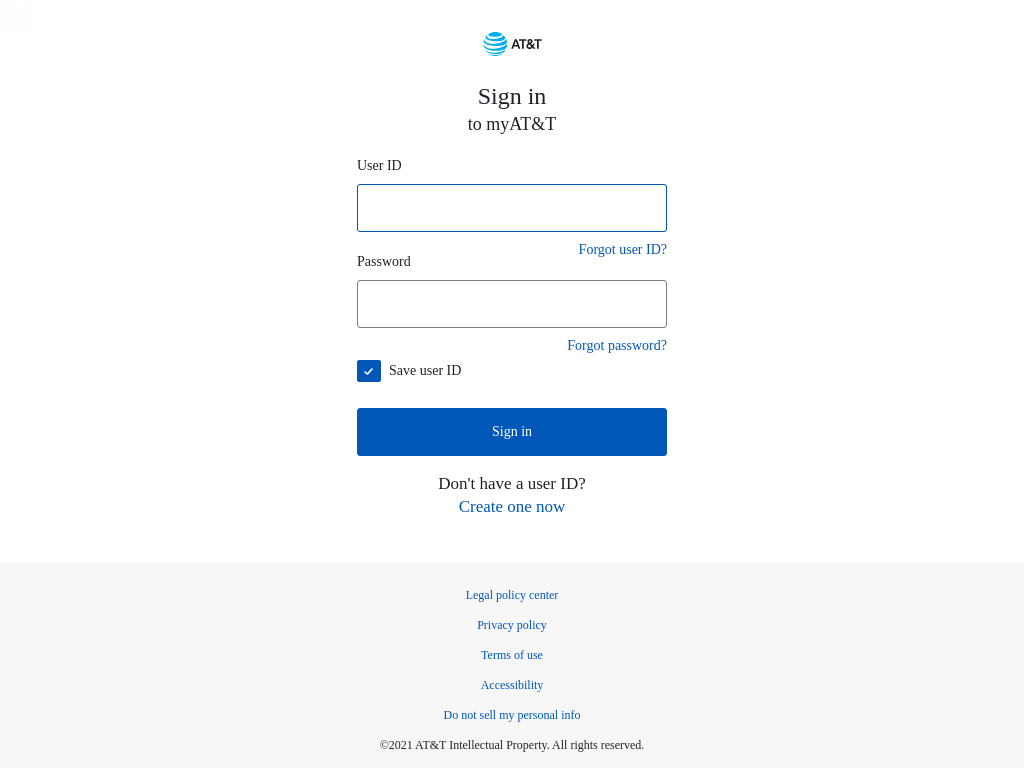 AT&T
Sign in
to myAT&T
User ID
Forgot user ID?
Password
Forgot password?
Save user ID
Sign in
Don't have a user ID?
Create one now
Legal policy center
Privacy policy
Terms of use
Accessibility
Do not sell my personal info
©2021 AT&T Intellectual Property. All rights reserved.